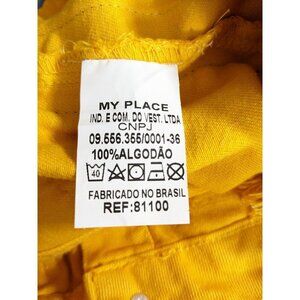 MY PLACE
IND. E COM. DO VEST. LTDA
CNPJ
09.556.355/0001-36
100%ALGODÃO
40
FABRICADO NO BRASIL
REF:81100